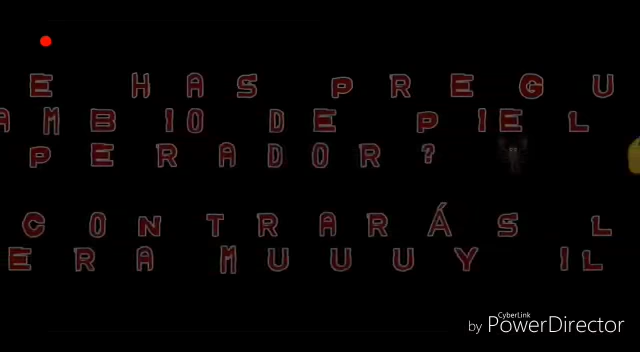 E HAS PREGU
AMBIO DE PIEL
PERADOR?
CONTRARÁS L
ERA MUUUY IL
CyberLink
by PowerDirector